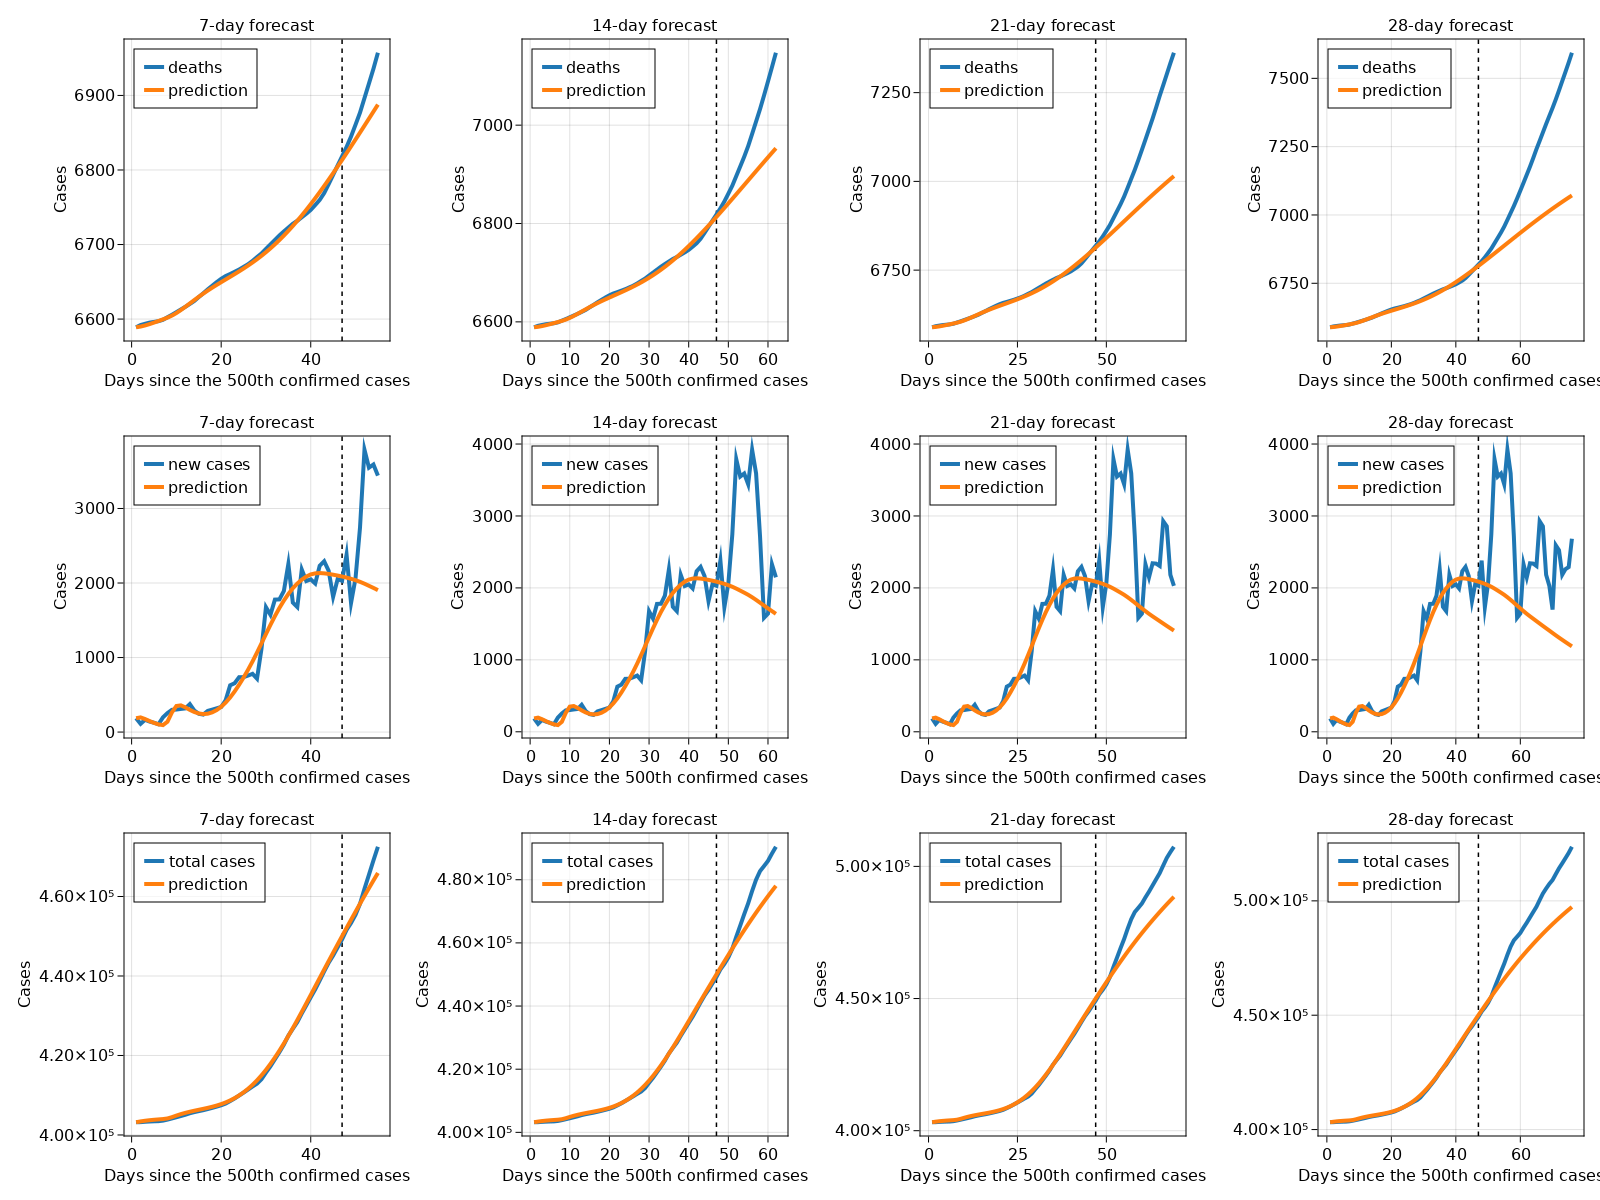 7-day forecast 14-day forecast 21-day forecast 28-day forecast
deaths deaths deaths deaths
prediction prediction prediction prediction
Cases Cases Cases Cases
6900 7000 7250 7500
6800 6800 7000 7250
6700 6600 6750 7000
6600 6750
0 20 40 0 10 20 30 40 50 60 0 25 50 0 20 40 60
Days since the 500th confirmed cases Days since the 500th confirmed cases Days since the 500th confirmed cases Days since the 500th confirmed cases
7-day forecast 14-day forecast 21-day forecast 28-day forecast
new cases new cases new cases new cases
prediction prediction prediction prediction
Cases Cases Cases Cases
3000 4000 4000 4000
2000 3000 3000 3000
1000 2000 2000 2000
0 1000 1000 1000
0 0 0
0 20 40 0 10 20 30 40 50 60 0 25 50 0 20 40 60
Days since the 500th confirmed cases Days since the 500th confirmed cases Days since the 500th confirmed cases Days since the 500th confirmed cases
7-day forecast 14-day forecast 21-day forecast 28-day forecast
total cases total cases total cases total cases
prediction prediction prediction prediction
Cases Cases Cases Cases
4.60×10⁵ 4.80×10⁵ 5.00×10⁵ 5.00×10⁵
4.40×10⁵ 4.60×10⁵ 4.50×10⁵ 4.50×10⁵
4.20×10⁵ 4.40×10⁵ 4.00×10⁵ 4.00×10⁵
4.00×10⁵ 4.20×10⁵
4.00×10⁵
0 20 40 0 10 20 30 40 50 60 0 25 50 0 20 40 60
Days since the 500th confirmed cases Days since the 500th confirmed cases Days since the 500th confirmed cases Days since the 500th confirmed cases